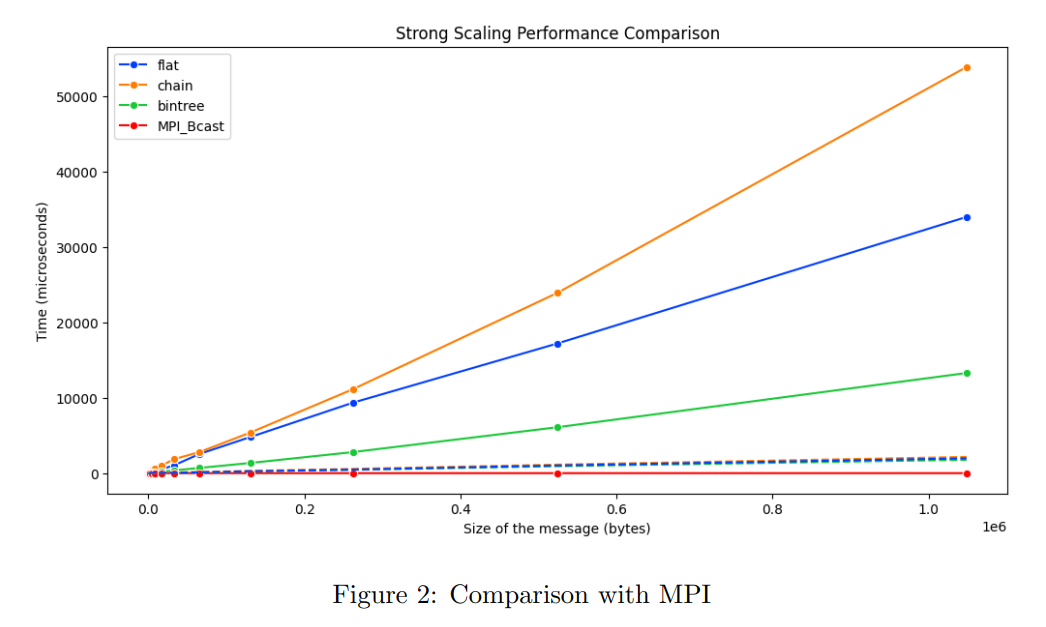 Strong Scaling Performance Comparison
flat
chain
bintree
MPI_Bcast
50000
40000
30000
20000
10000
0
Time (microseconds)
0.0 0.2 0.4 0.6 0.8 1.0
1e6
Size of the message (bytes)
Figure 2: Comparison with MPI